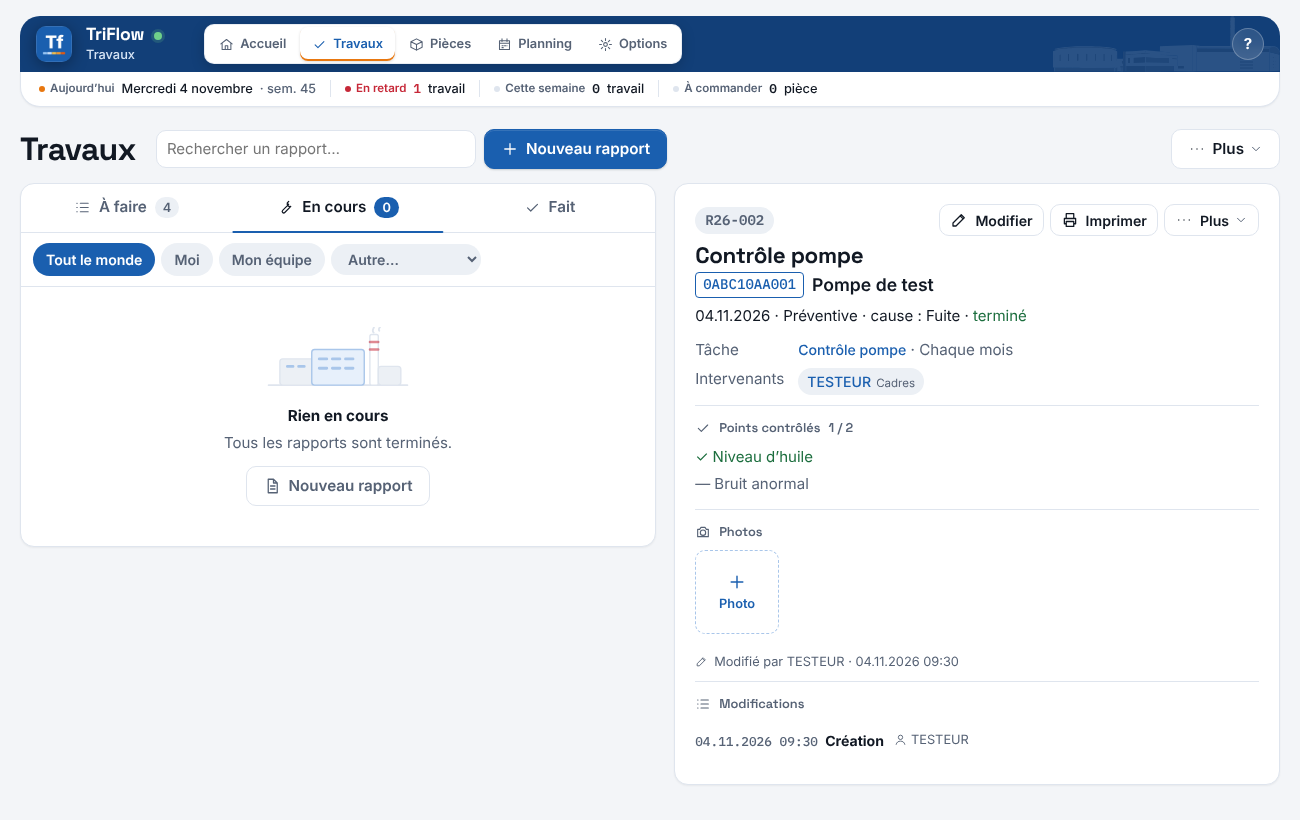 Tf
TriFlow
Travaux
Accueil
Travaux
Pièces
Planning
Options
?
Aujourd’hui Mercredi 4 novembre · sem. 45
En retard 1 travail
Cette semaine 0 travail
À commander 0 pièce
Travaux
Rechercher un rapport…
+ Nouveau rapport
··· Plus
À faire 4
En cours 0
Fait
Tout le monde
Moi
Mon équipe
Autre…
Rien en cours
Tous les rapports sont terminés.
Nouveau rapport
R26-002
Modifier
Imprimer
··· Plus
Contrôle pompe
0ABC10AA001 Pompe de test
04.11.2026 · Préventive · cause : Fuite · terminé
Tâche Contrôle pompe · Chaque mois
Intervenants TESTEUR Cadres
Points contrôlés 1 / 2
✓ Niveau d’huile
— Bruit anormal
Photos
+
Photo
Modifié par TESTEUR · 04.11.2026 09:30
Modifications
04.11.2026 09:30 Création TESTEUR